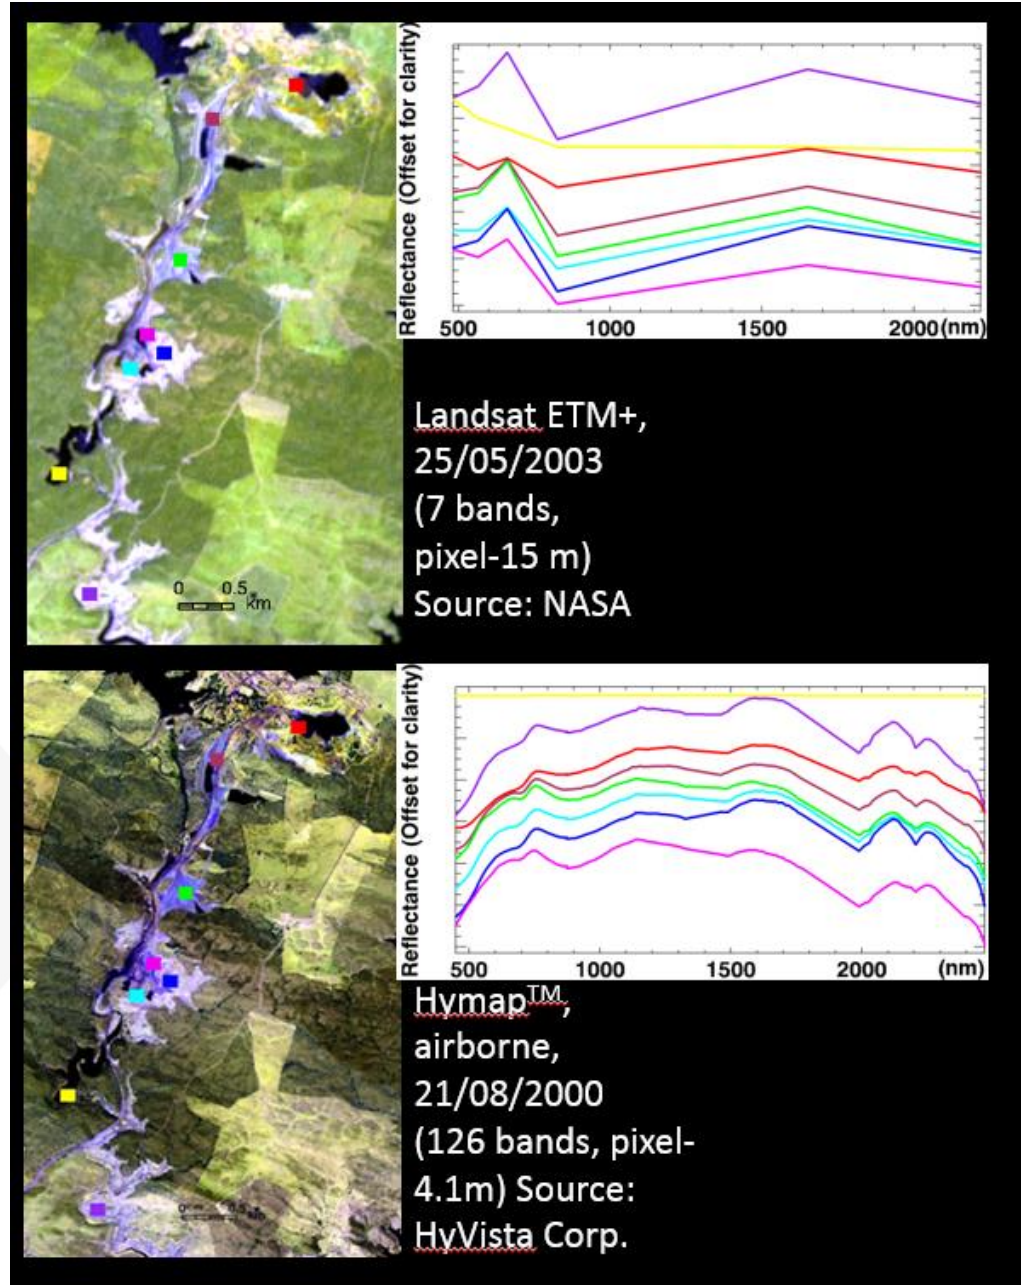 Reflectance (Offset for clarity)
500 1000 1500 2000 (nm)
0 0.5
km
Landsat ETM+,
25/05/2003
(7 bands,
pixel-15 m)
Source: NASA
Reflectance (Offset for clarity)
500 1000 1500 2000 (nm)
Hymap™,
airborne,
21/08/2000
(126 bands, pixel-
4.1m) Source:
HyVista Corp.